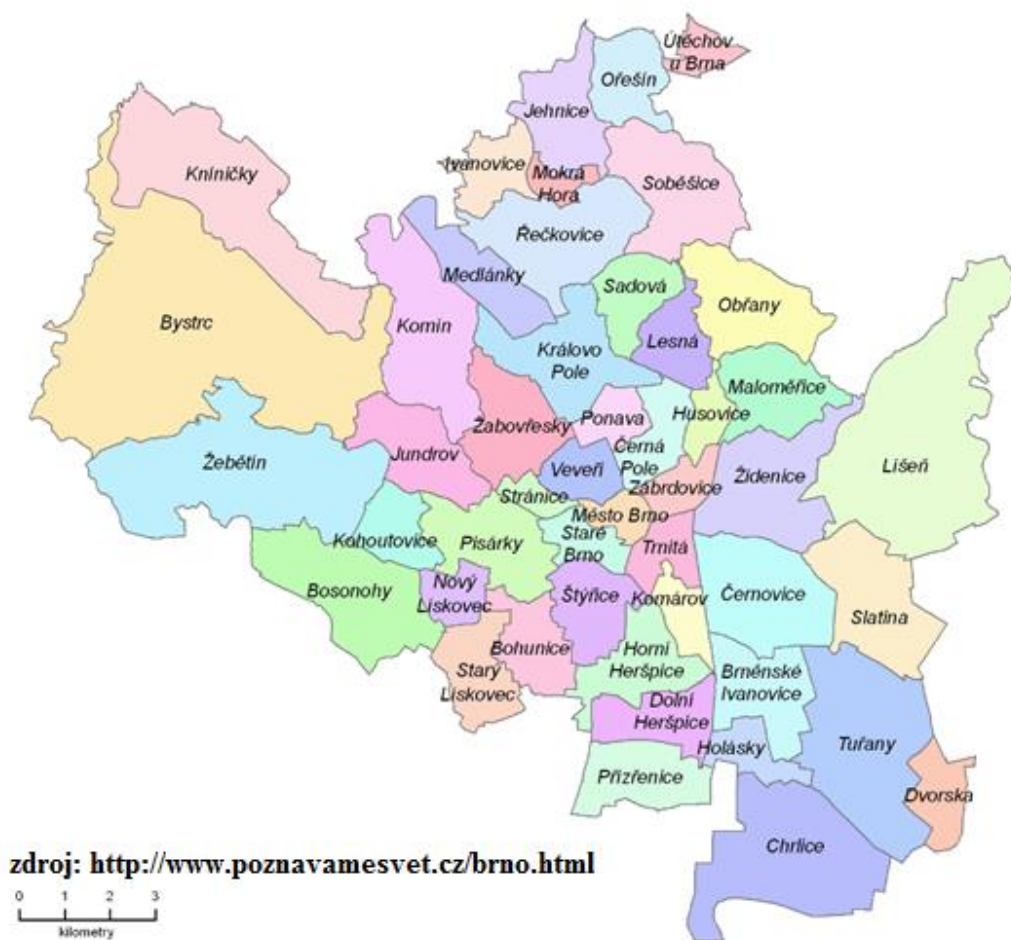 Útěchov
u Brna
Ořešín
Jehnice
Ivanovice
Mokrá
Hora
Soběšice
Kníničky
Řečkovice
Medlánky
Sadová
Obřany
Bystrc
Komín
Lesná
Královo
Pole
Maloměřice
Žabovřesky
Ponava
Husovice
Žebětín
Jundrov
Černá
Pole
Židenice
Líšeň
Veveří
Zábrdovice
Stránice
Město Brno
Kohoutovice
Pisárky
Staré
Brno
Trnitá
Bosonohy
Nový
Lískovec
Štýřice
Komárov
Černovice
Slatina
Bohunice
Horní
Heršpice
Starý
Lískovec
Brněnské
Ivanovice
Dolní
Heršpice
Holásky
Tuřany
Přízřenice
Dvorska
Chrlice
zdroj: http://www.poznavamesvet.cz/brno.html
0 1 2 3
kilometry